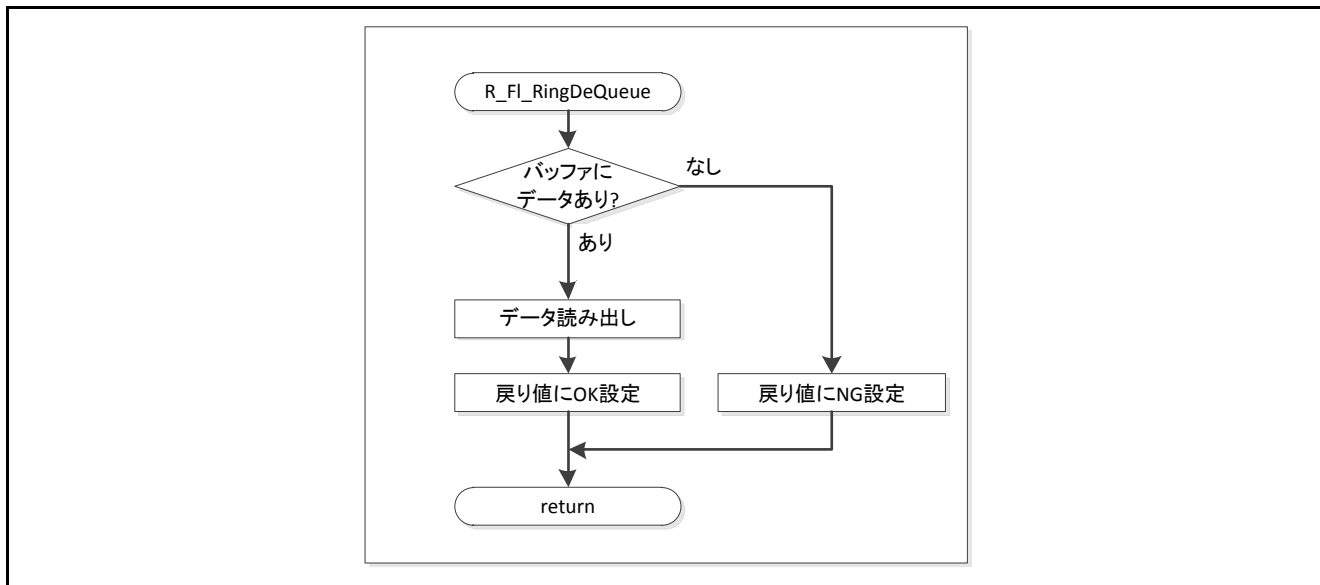 R_Fl_RingDeQueue
バッファに
データあり?
なし
あり
データ読み出し
戻り値にOK設定
戻り値にNG設定
return